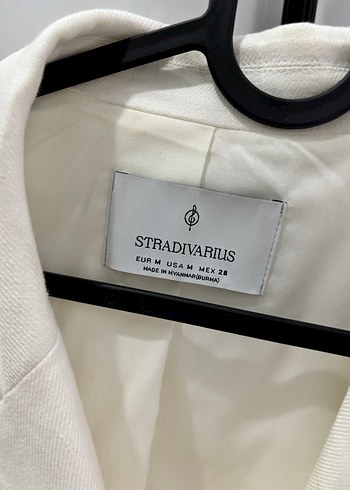 STRADIVARIUS
EUR M USA M MEX 28
MADE IN MYANMAR(BURMA)